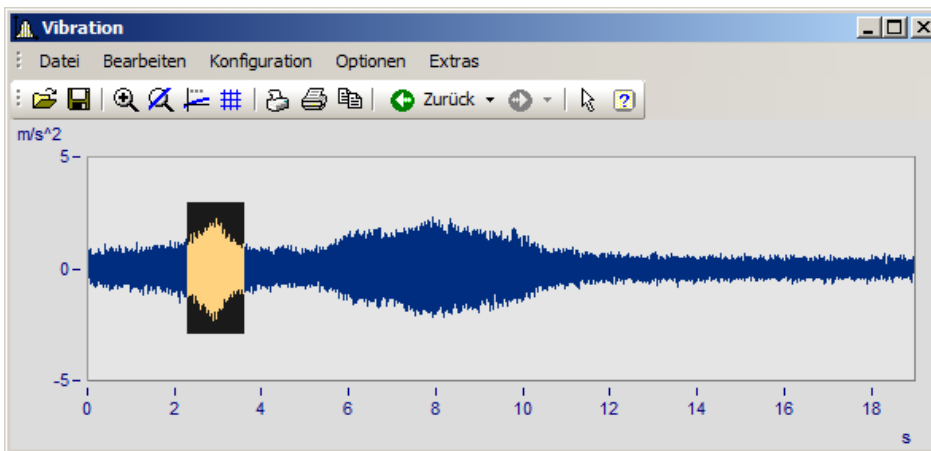 Vibration
Datei Bearbeiten Konfiguration Optionen Extras
Zurück
m/s^2
5
0
-5
0 2 4 6 8 10 12 14 16 18
s